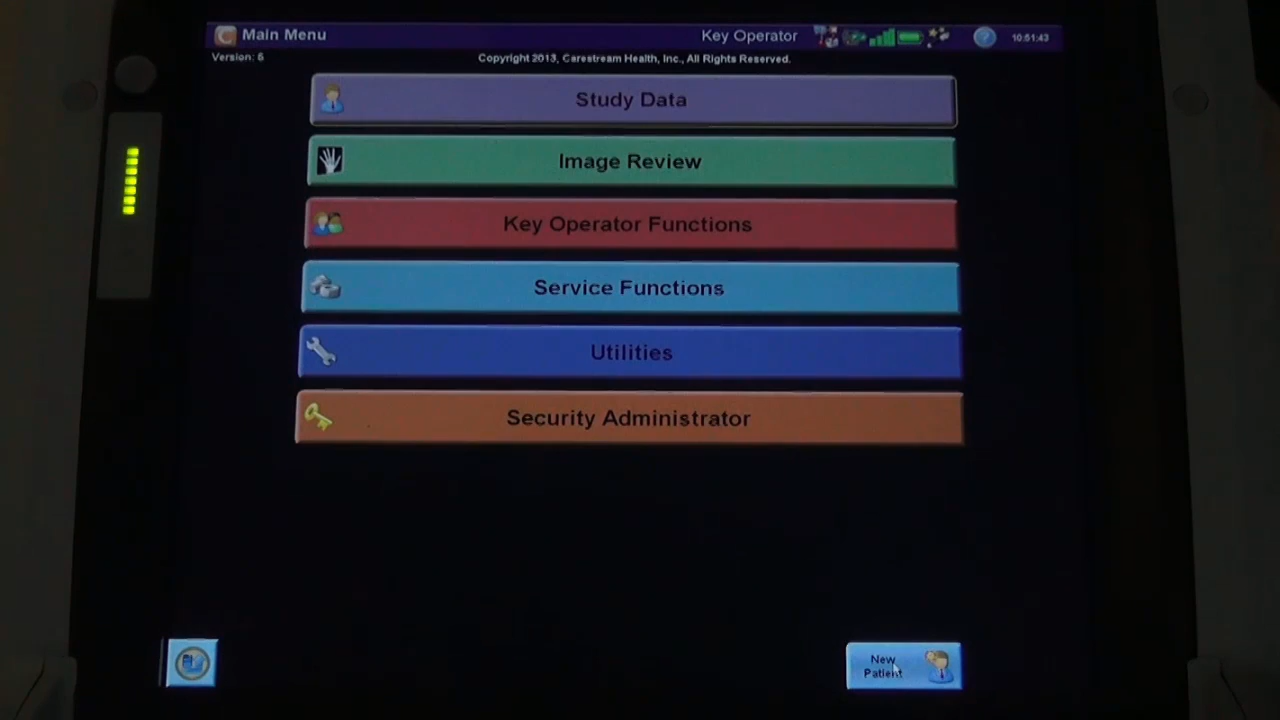 Main Menu
Key Operator
10:51:43
Version: 5
Copyright 2013, Carestream Health, Inc., All Rights Reserved.
Study Data
Image Review
Key Operator Functions
Service Functions
Utilities
Security Administrator
New
Patient